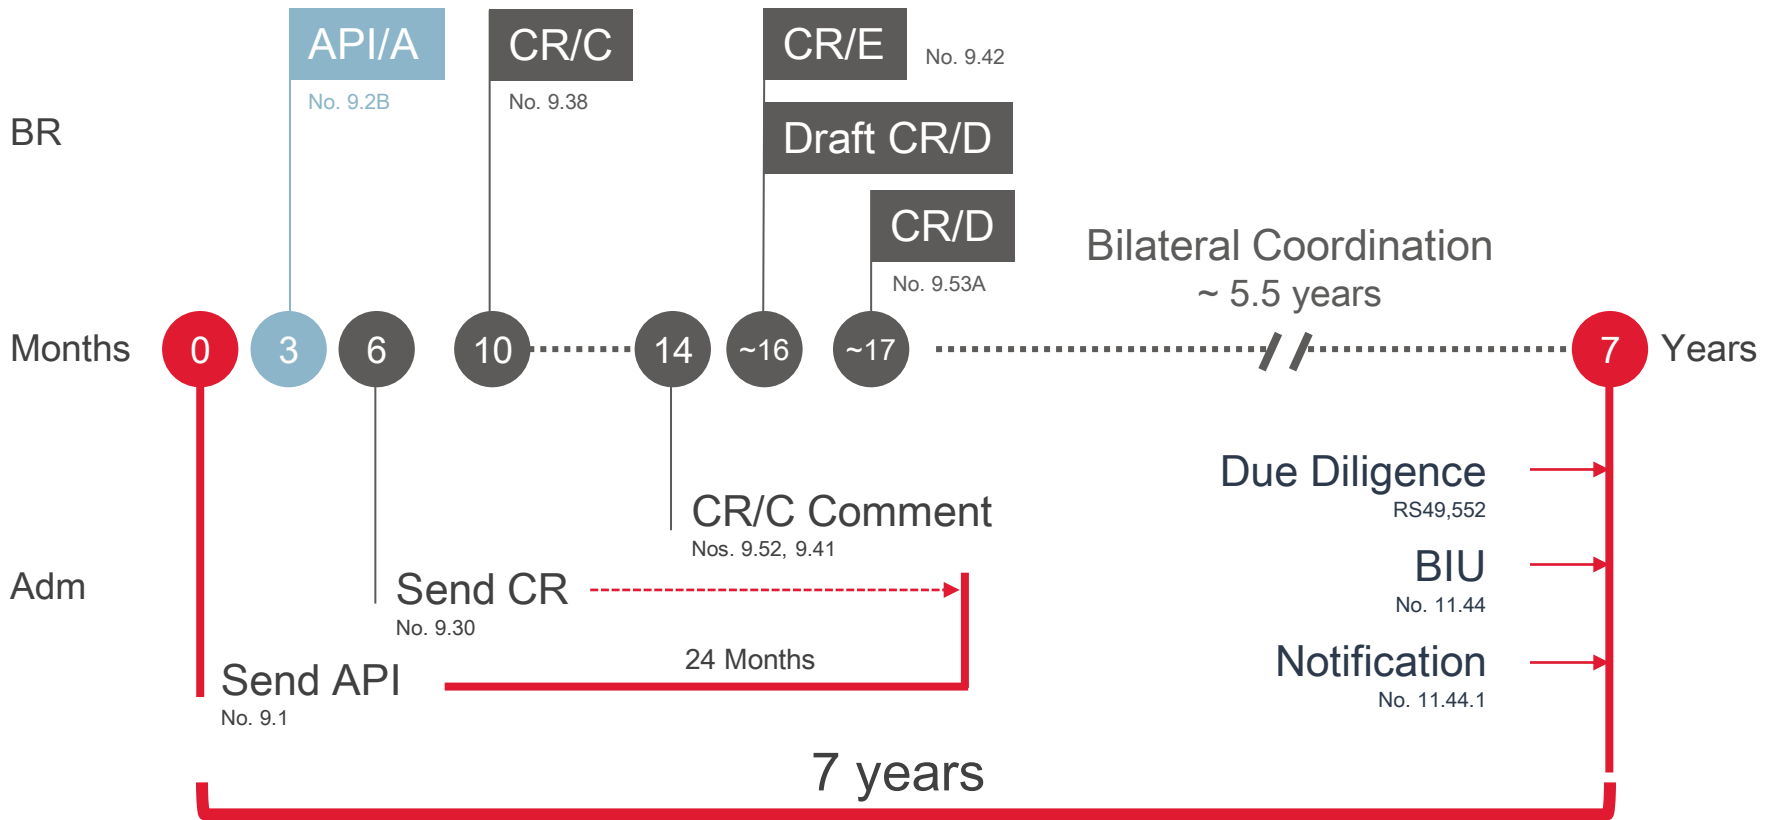 API/A
No. 9.2B
CR/C
No. 9.38
CR/E
No. 9.42
BR
Draft CR/D
CR/D
No. 9.53A
Bilateral Coordination
~ 5.5 years
Months
0
3
6
10
14
~16
~17
7
Years
Due Diligence
RS49,552
CR/C Comment
Nos. 9.52, 9.41
BIU
No. 11.44
Adm
Send CR
No. 9.30
24 Months
Notification
No. 11.44.1
Send API
No. 9.1
7 years